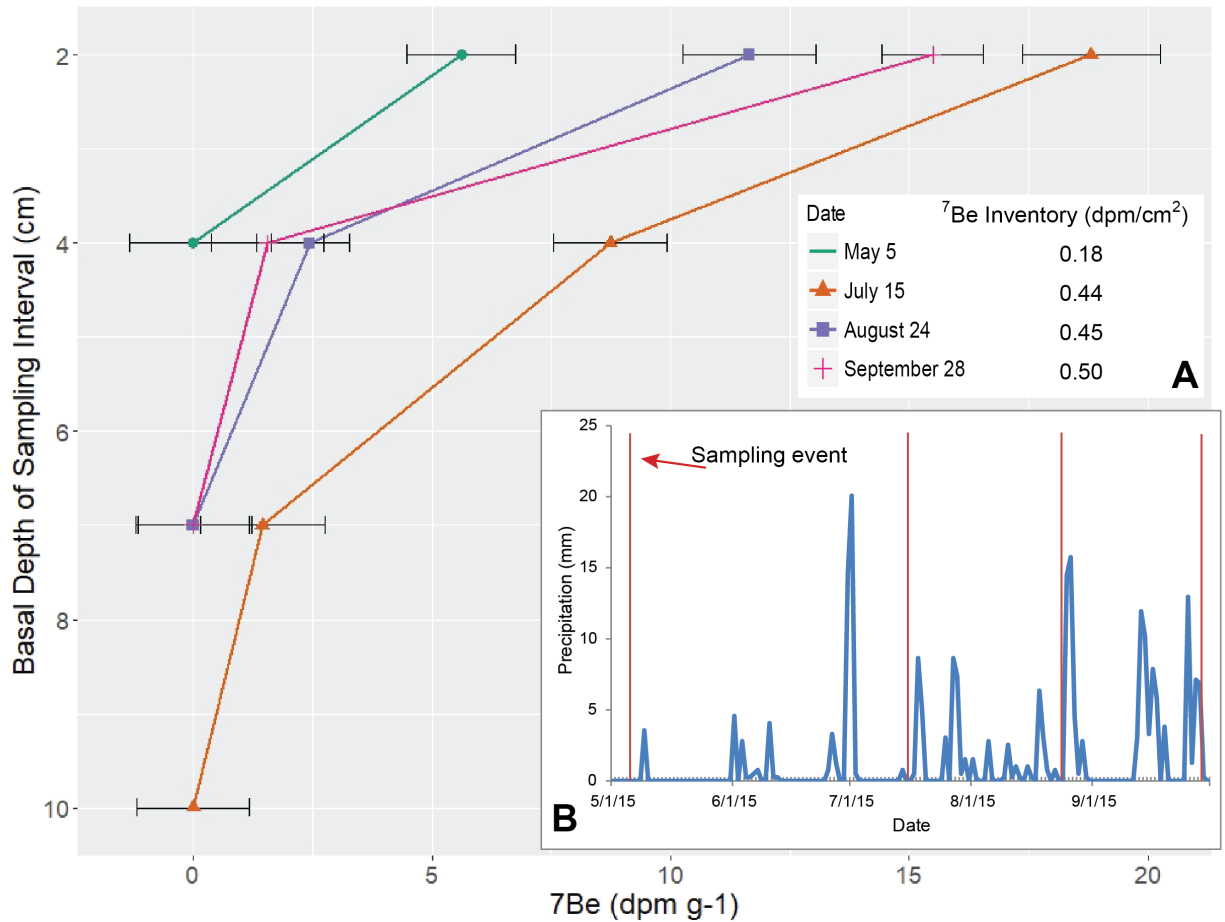 Basal Depth of Sampling Interval (cm)
2
4
6
8
10
0
5
10
15
20
7Be (dpm g-1)
Date ⁷Be Inventory (dpm/cm²)
May 5 0.18
July 15 0.44
August 24 0.45
September 28 0.50
A
25
20
15
10
5
0
Precipitation (mm)
Sampling event
5/1/15 6/1/15 7/1/15 8/1/15 9/1/15
Date
B